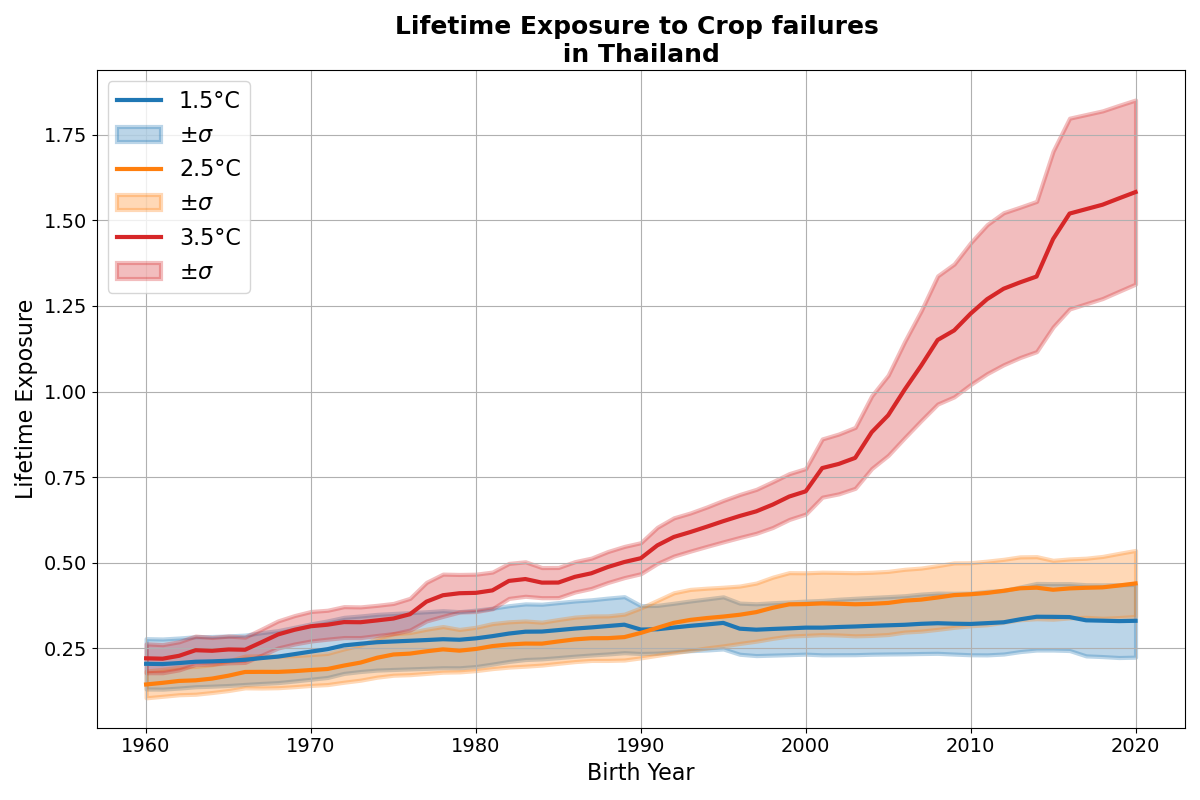 Lifetime Exposure to Crop failures
in Thailand
1.5°C
±σ
2.5°C
±σ
3.5°C
±σ
Lifetime Exposure
1.75
1.50
1.25
1.00
0.75
0.50
0.25
1960 1970 1980 1990 2000 2010 2020
Birth Year